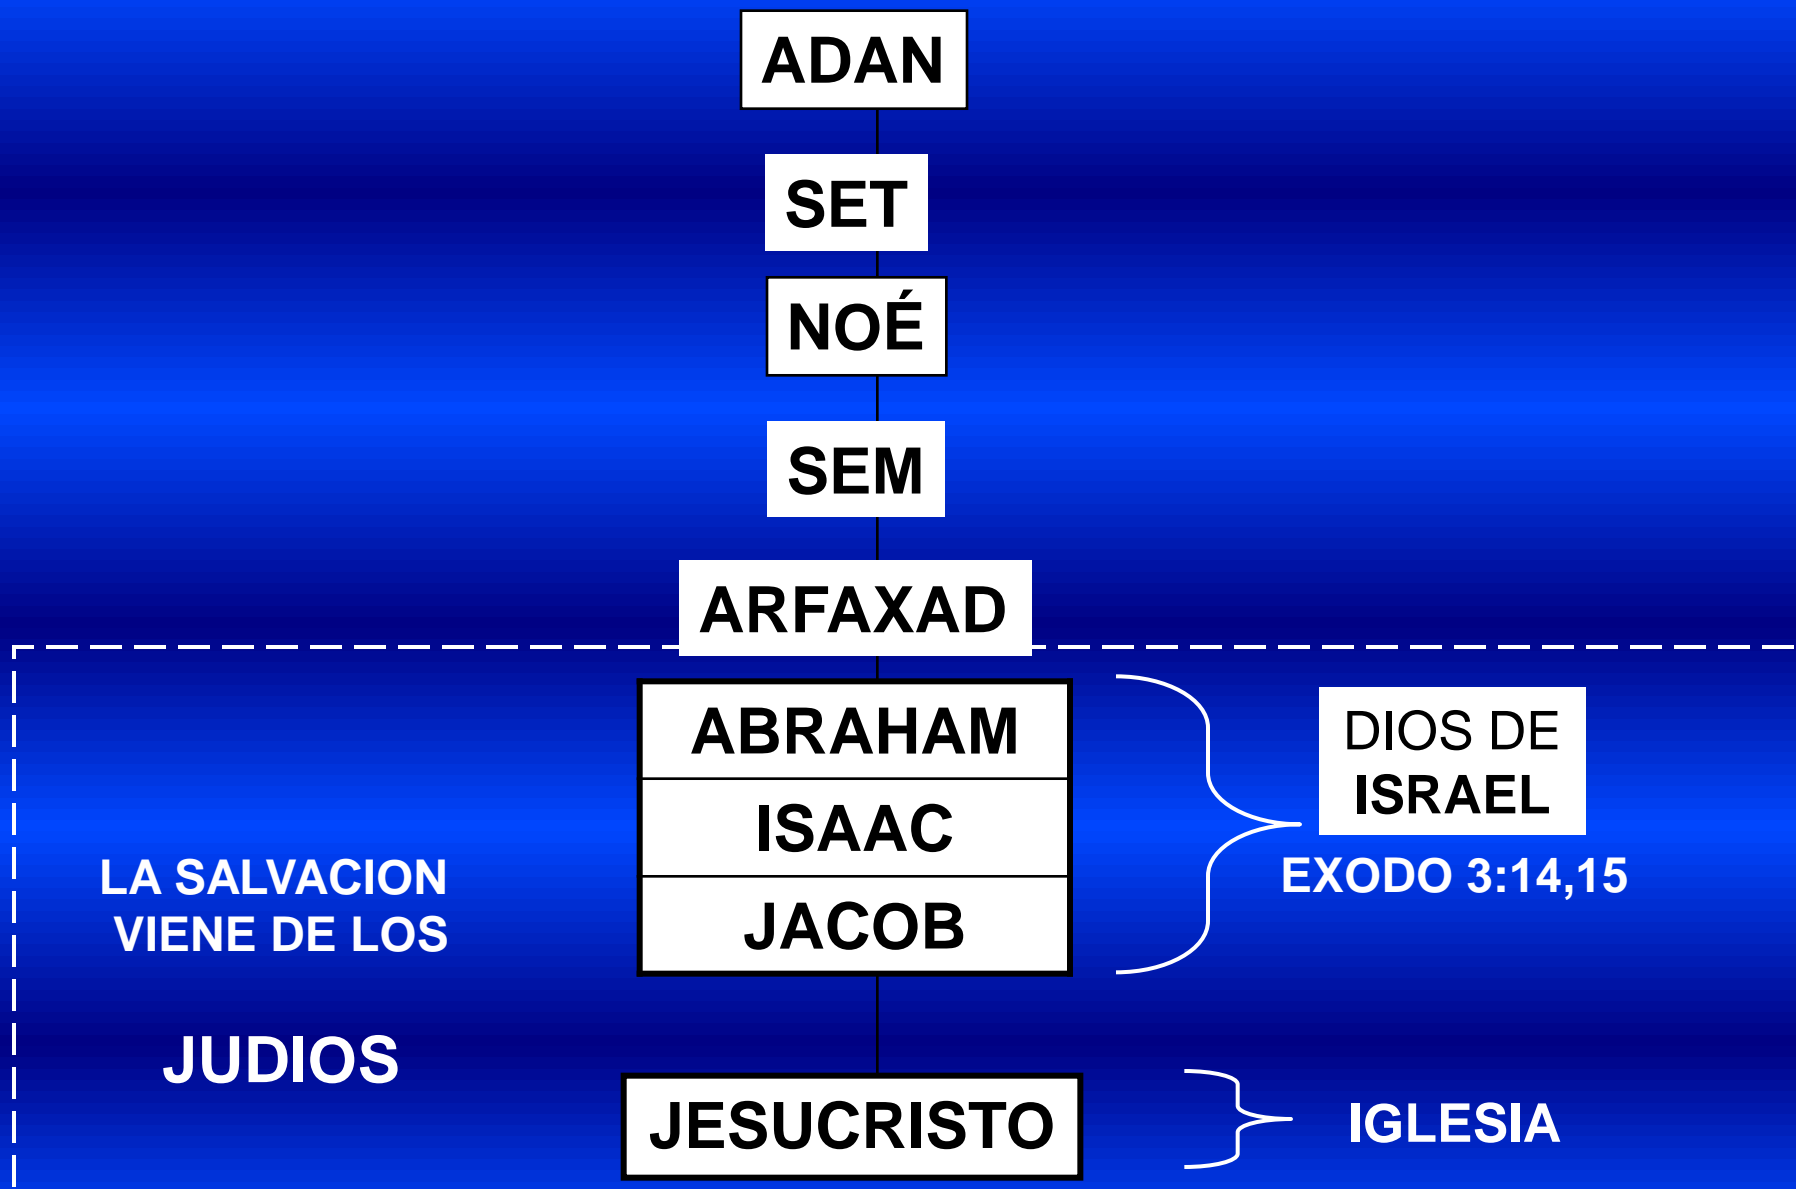 ADAN
SET
NOÉ
SEM
ARFAXAD
ABRAHAM
ISAAC
JACOB
DIOS DE
ISRAEL
EXODO 3:14,15
LA SALVACION
VIENE DE LOS
JUDIOS
JESUCRISTO
IGLESIA